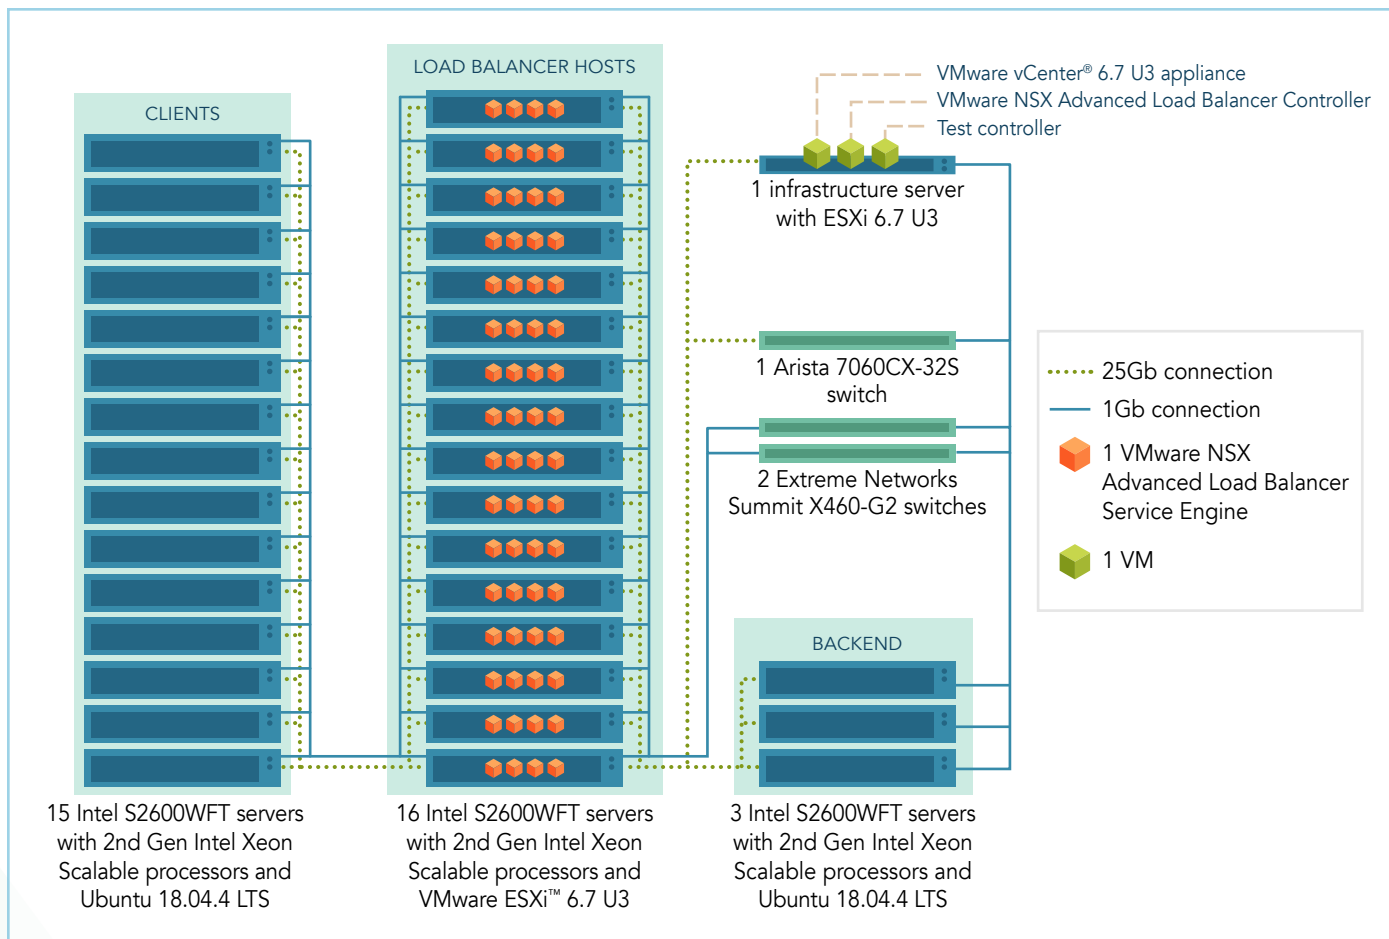 LOAD BALANCER HOSTS
CLIENTS
VMware vCenter® 6.7 U3 appliance
VMware NSX Advanced Load Balancer Controller
Test controller
1 infrastructure server
with ESXi 6.7 U3
1 Arista 7060CX-32S
switch
2 Extreme Networks
Summit X460-G2 switches
BACKEND
25Gb connection
1Gb connection
1 VMware NSX
Advanced Load Balancer
Service Engine
1 VM
15 Intel S2600WFT servers
with 2nd Gen Intel Xeon
Scalable processors and
Ubuntu 18.04.4 LTS
16 Intel S2600WFT servers
with 2nd Gen Intel Xeon
Scalable processors and
VMware ESXi™ 6.7 U3
3 Intel S2600WFT servers
with 2nd Gen Intel Xeon
Scalable processors and
Ubuntu 18.04.4 LTS